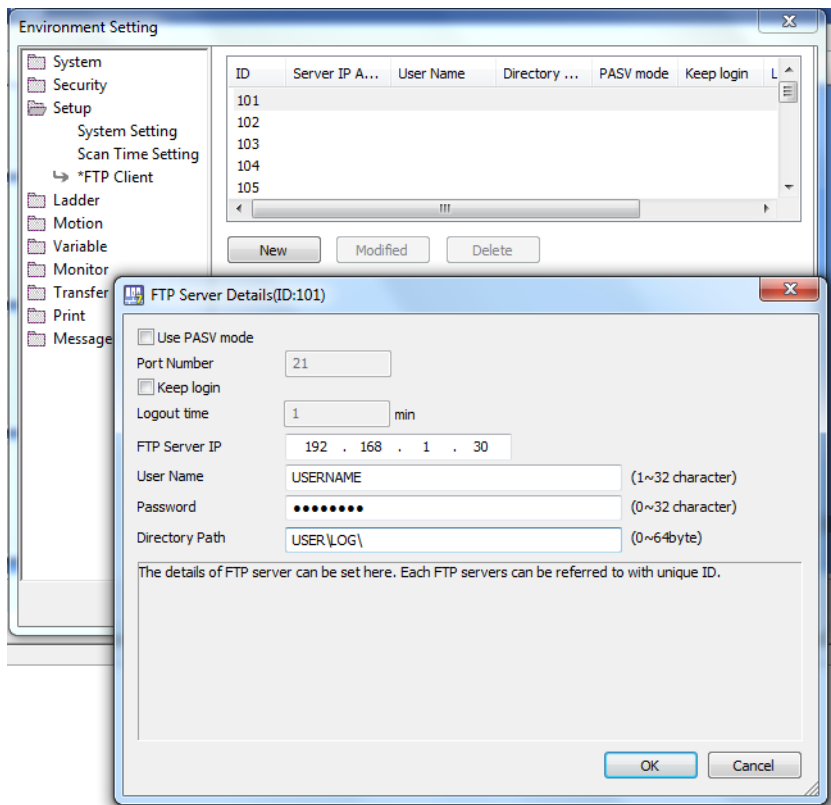 Environment Setting
System
Security
Setup
System Setting
Scan Time Setting
*FTP Client
Ladder
Motion
Variable
Monitor
Transfer
Print
Message
ID Server IP A... User Name Directory ... PASV mode Keep login L
101
102
103
104
105
New Modified Delete
FTP Server Details(ID:101)
Use PASV mode
Port Number 21
Keep login
Logout time 1 min
FTP Server IP 192 . 168 . 1 . 30
User Name USERNAME (1~32 character)
Password ●●●●●●●● (0~32 character)
Directory Path USER\LOG\ (0~64byte)
The details of FTP server can be set here. Each FTP servers can be referred to with unique ID.
OK Cancel